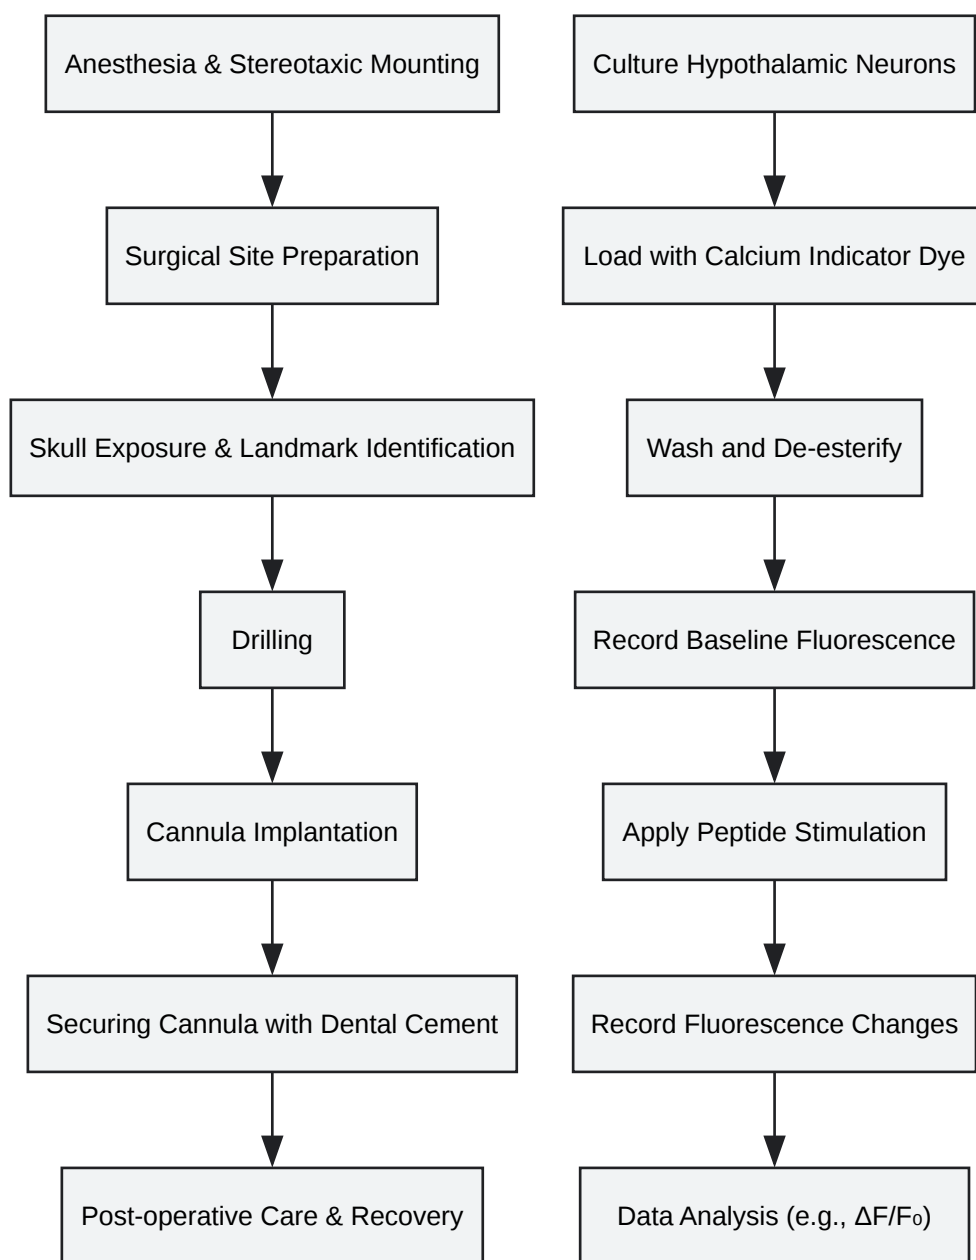 Anesthesia & Stereotaxic Mounting
Surgical Site Preparation
Skull Exposure & Landmark Identification
Drilling
Cannula Implantation
Securing Cannula with Dental Cement
Post-operative Care & Recovery
Culture Hypothalamic Neurons
Load with Calcium Indicator Dye
Wash and De-esterify
Record Baseline Fluorescence
Apply Peptide Stimulation
Record Fluorescence Changes
Data Analysis (e.g., ΔF/F₀)